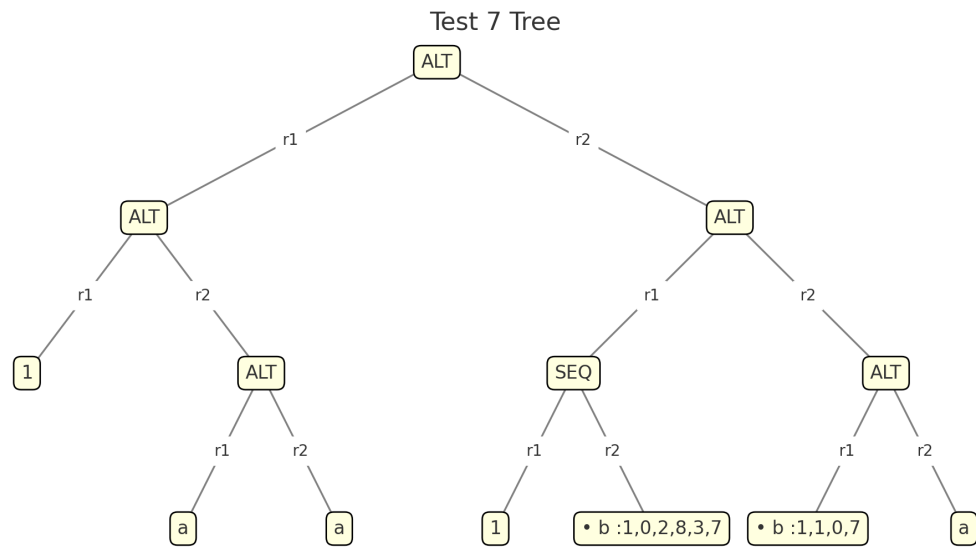 Test 7 Tree
ALT
r1 r2
ALT ALT
r1 r2 r1 r2
1 ALT SEQ ALT
r1 r2 r1 r2 r1 r2
a a 1 • b :1,0,2,8,3,7 • b :1,1,0,7 a